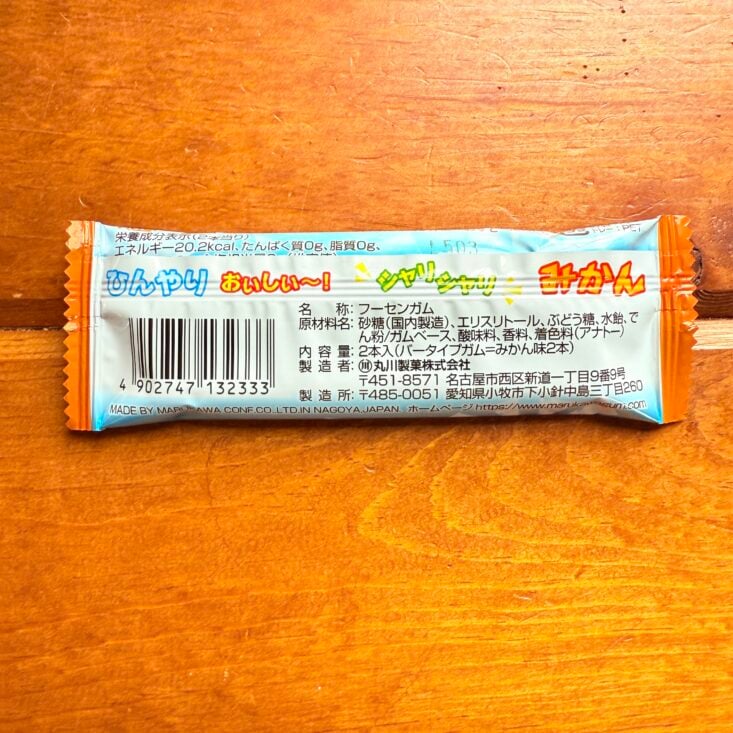 栄養成分表示(2本当り)
エネルギー20.2kcal、たんぱく質0g、脂質0g、
1503
ひんやり おいしぃ〜! シャリシャリ みかん
名 称:フーセンガム
原材料名:砂糖(国内製造)、エリスリトール、ぶどう糖、水飴、で
ん粉/ガムベース、酸味料、香料、着色料(アナトー)
内 容 量:2本入(バータイプガム=みかん味2本)
製 造 者:川丸川製菓株式会社
〒451-8571 名古屋市西区新道一丁目9番9号
製 造 所:〒485-0051 愛知県小牧市下小針中島三丁目260
4 902747 132333
MADE BY MARUKAWA CONF.CO.,LTD.IN NAGOYA,JAPAN. ホームページ https://www.marukawagum.com